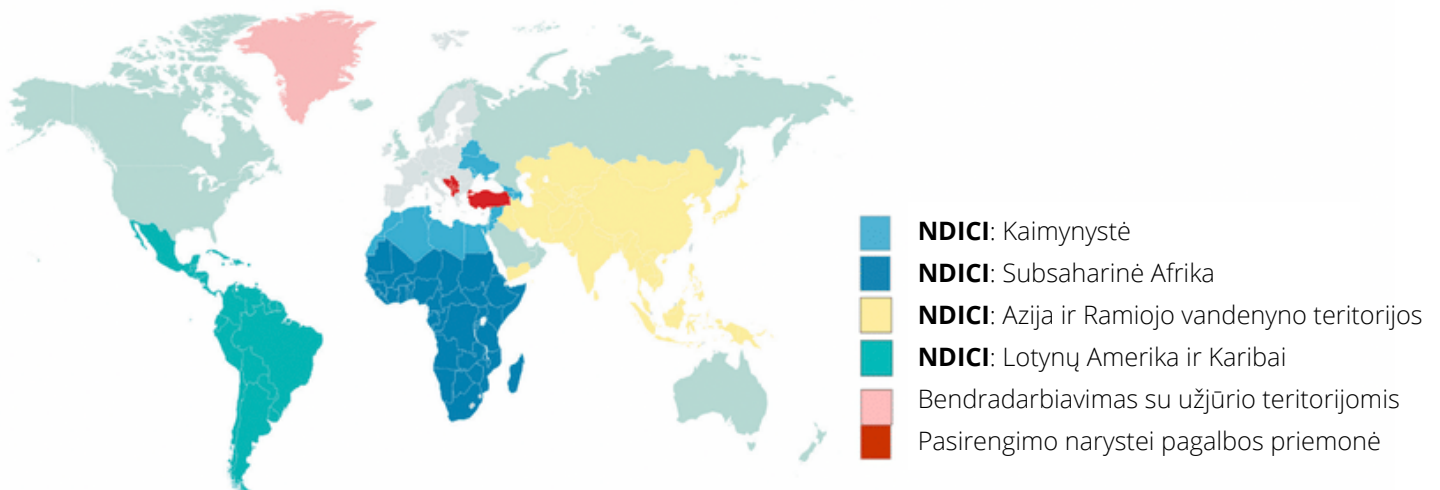 NDICI: Kaimynystė
NDICI: Subsaharinė Afrika
NDICI: Azija ir Ramiojo vandenyno teritorijos
NDICI: Lotynų Amerika ir Karibai
Bendradarbiavimas su užjūrio teritorijomis
Pasirengimo narystei pagalbos priemonė